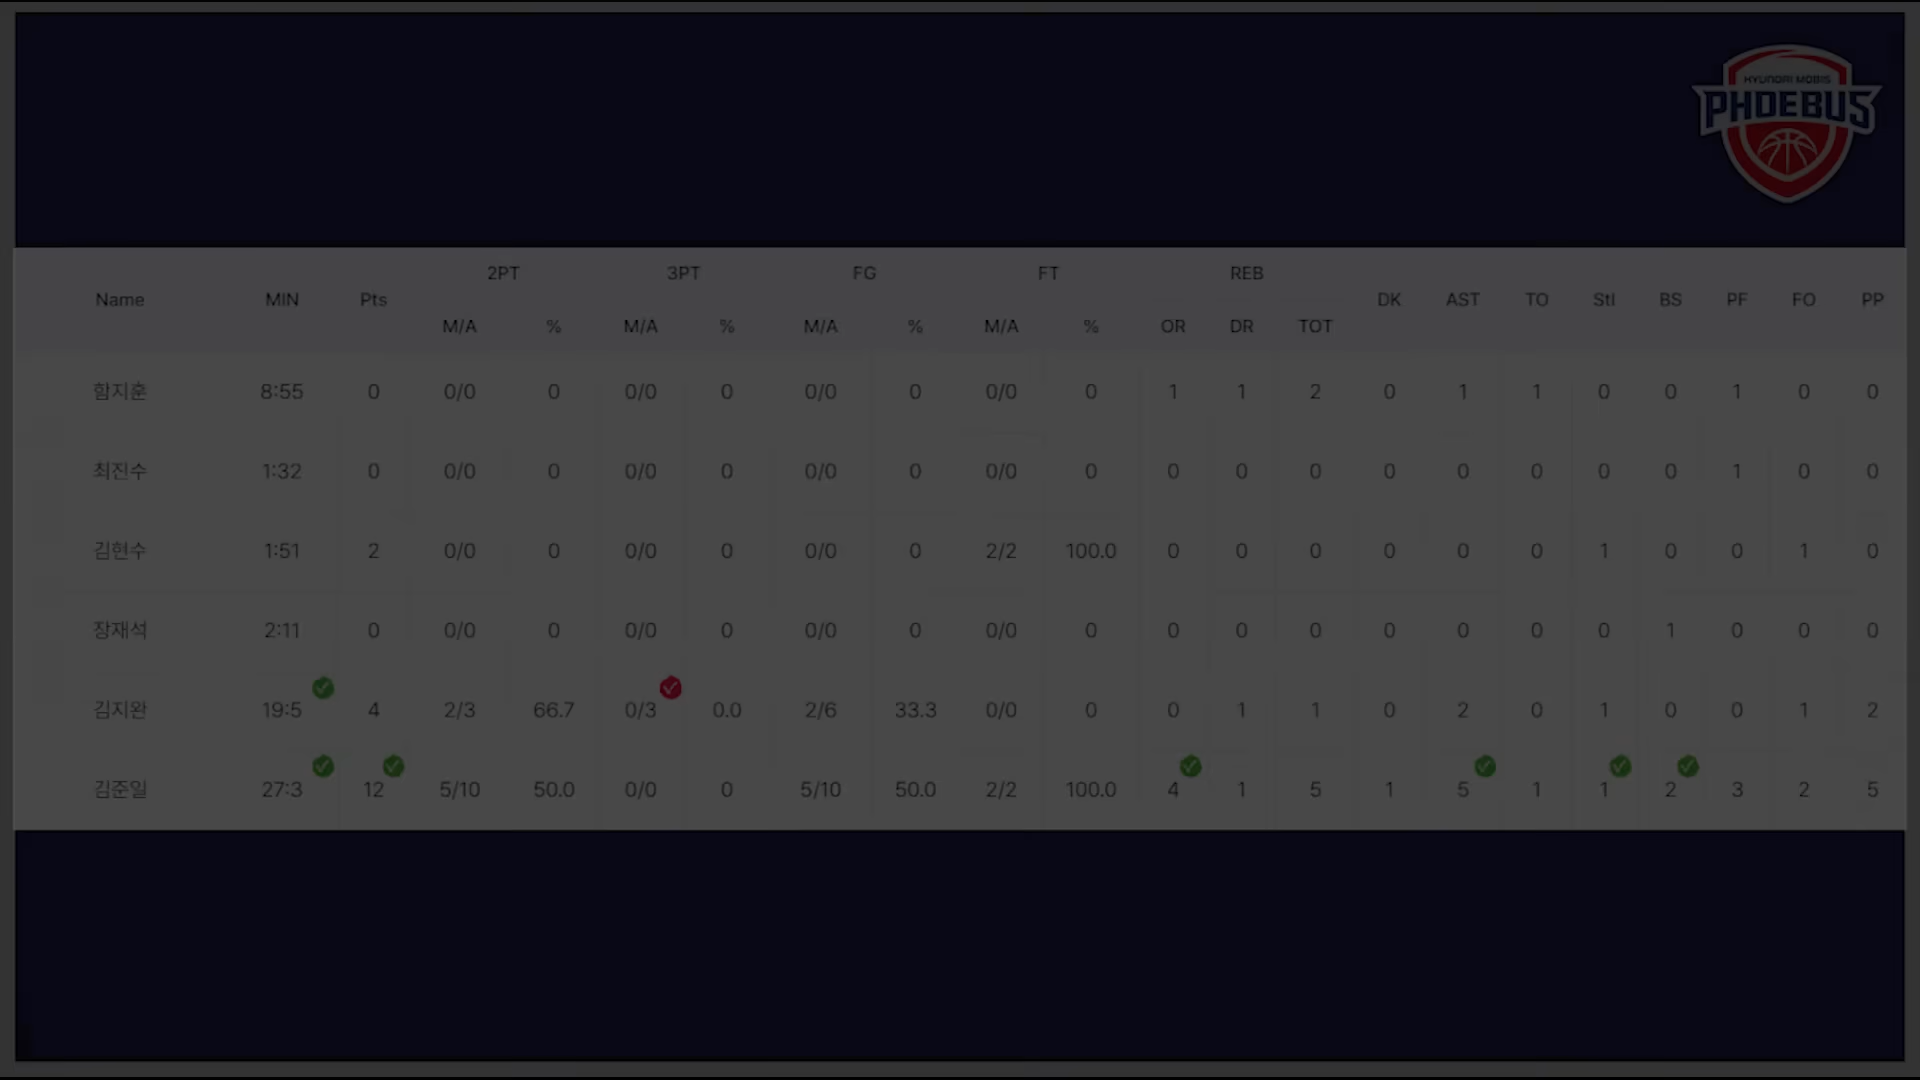 HYUNDAI MOBIS
PHOEBUS
2PT 3PT FG FT REB
Name MIN Pts DK AST TO Stl BS PF FO PP
M/A % M/A % M/A % M/A % OR DR TOT
함지훈 8:55 0 0/0 0 0/0 0 0/0 0 0/0 0 1 1 2 0 1 1 0 0 1 0 0
최진수 1:32 0 0/0 0 0/0 0 0/0 0 0/0 0 0 0 0 0 0 0 0 0 1 0 0
김현수 1:51 2 0/0 0 0/0 0 0/0 0 2/2 100.0 0 0 0 0 0 0 1 0 0 1 0
장재석 2:11 0 0/0 0 0/0 0 0/0 0 0/0 0 0 0 0 0 0 0 0 1 0 0 0
김지완 19:5 4 2/3 66.7 0/3 0.0 2/6 33.3 0/0 0 0 1 1 0 2 0 1 0 0 1 2
김준일 27:3 12 5/10 50.0 0/0 0 5/10 50.0 2/2 100.0 4 1 5 1 5 1 1 2 3 2 5